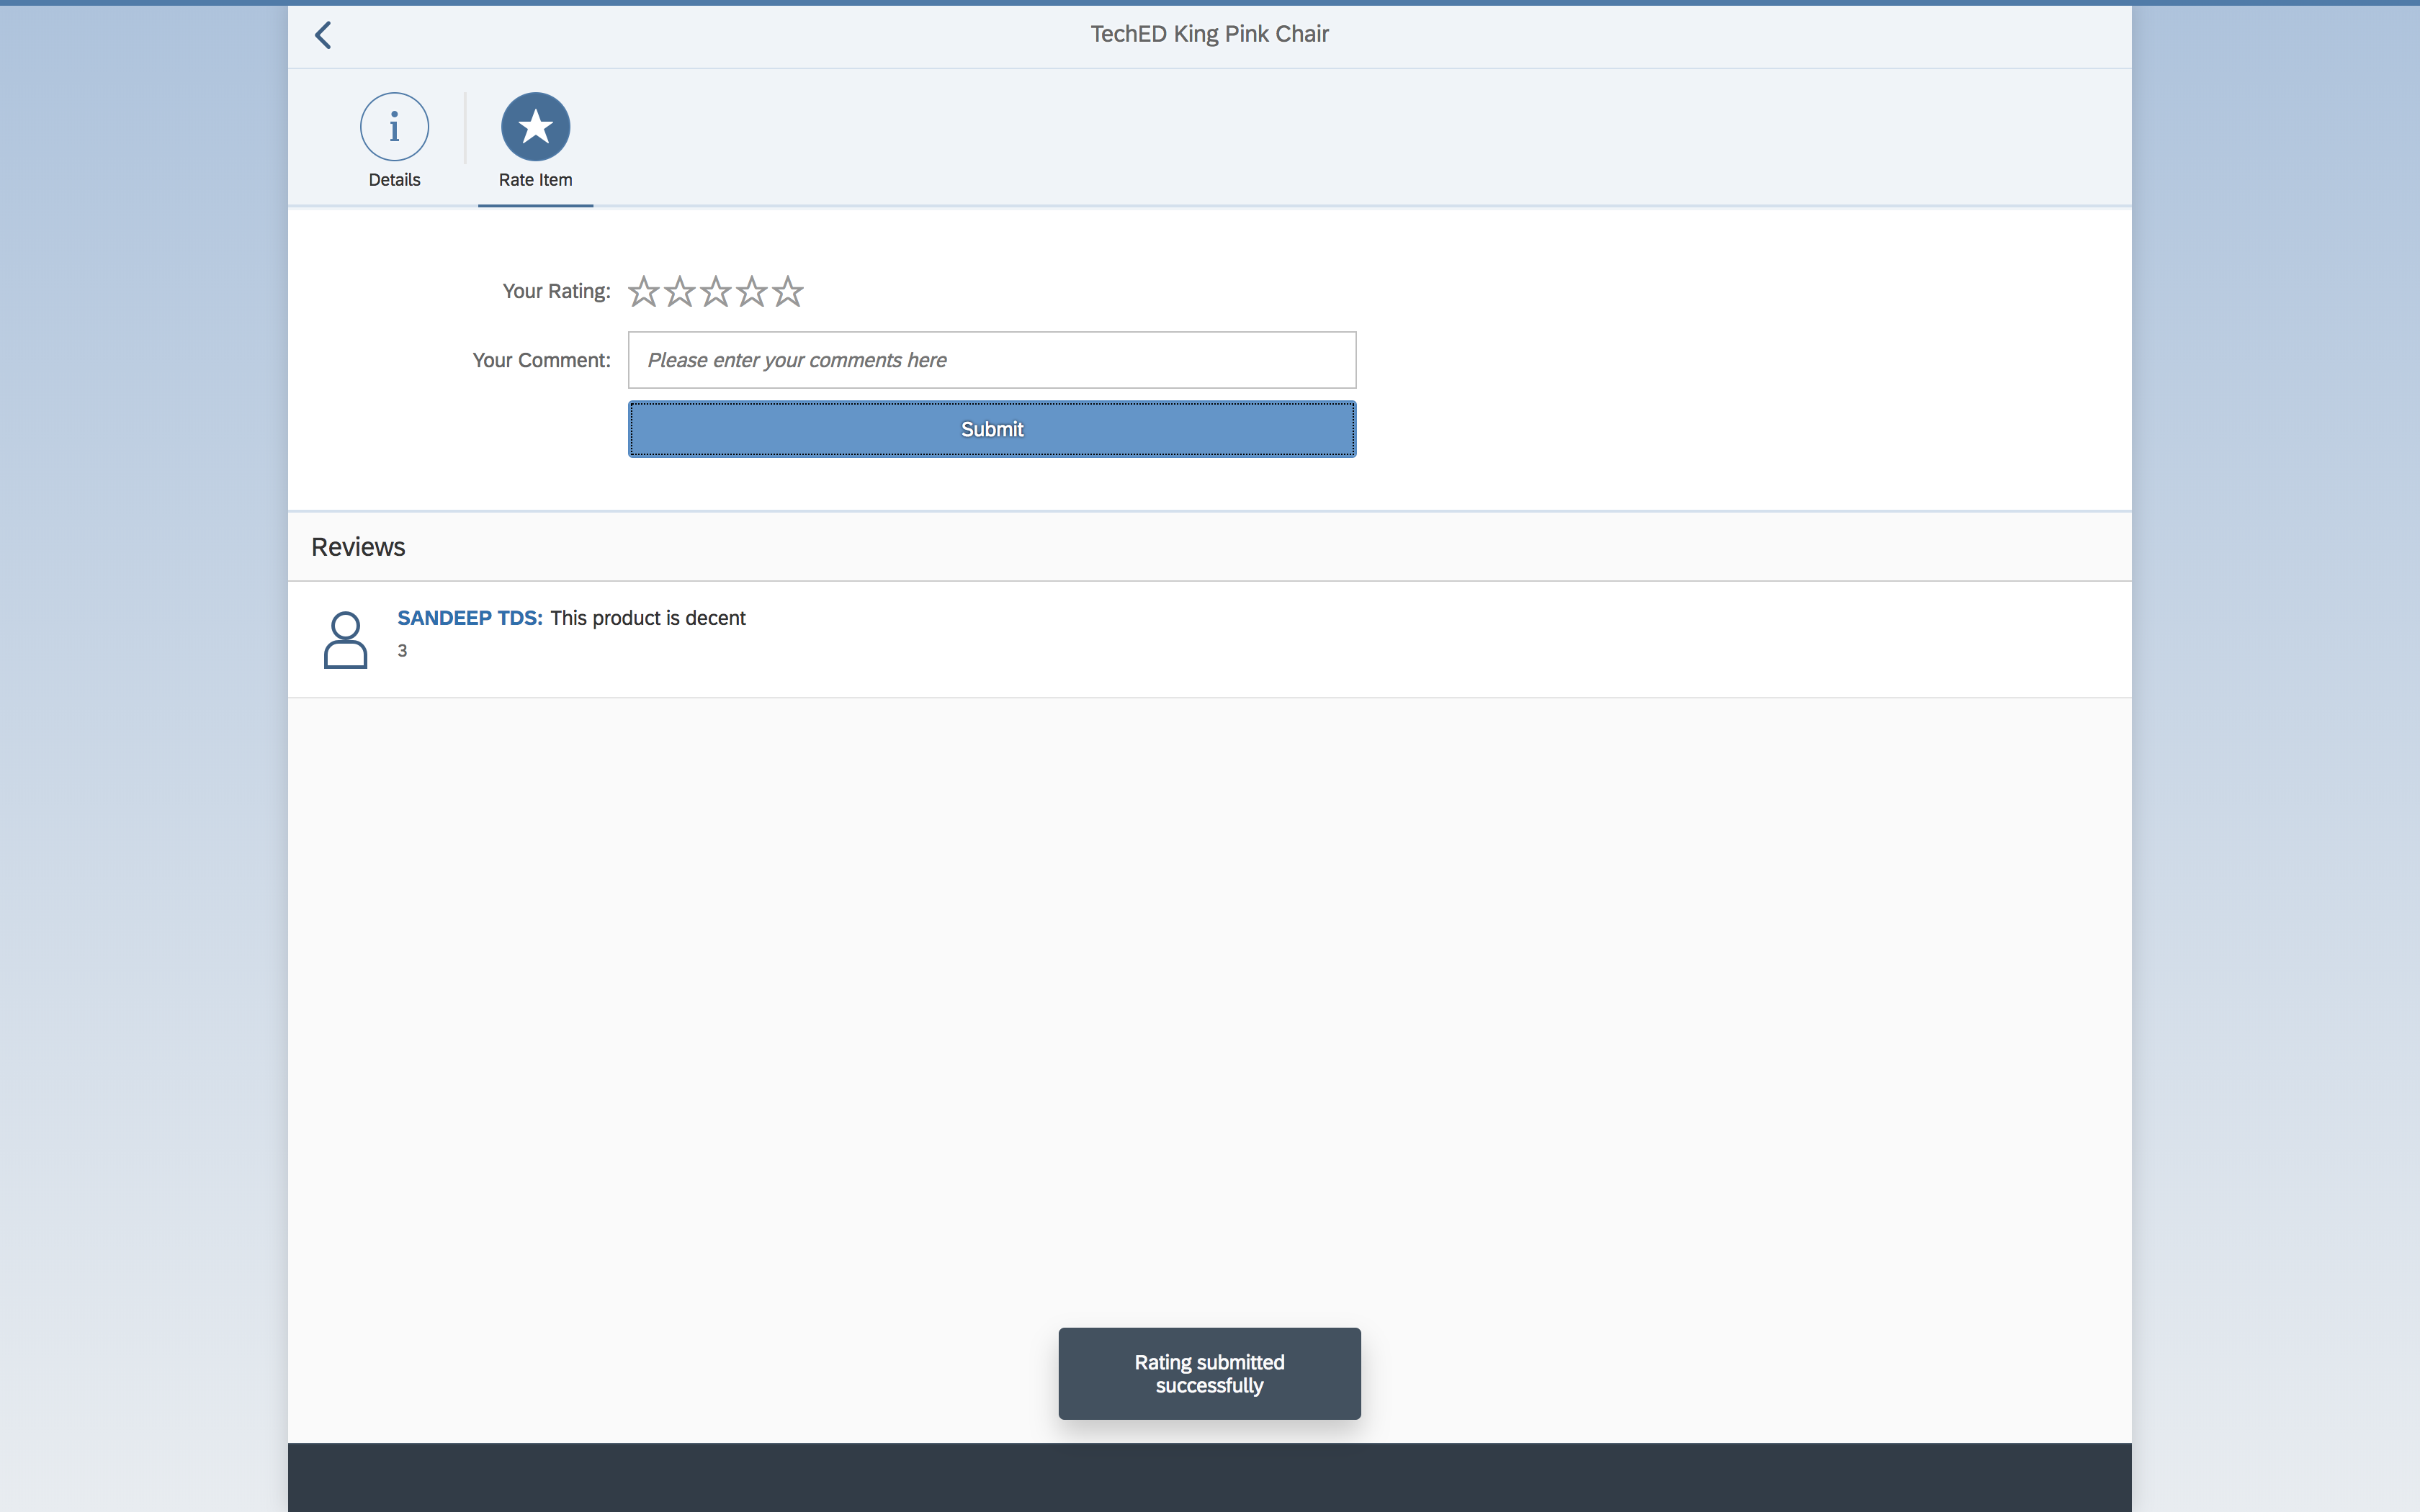 TechED King Pink Chair
Details
Rate Item
Your Rating:
Your Comment: Please enter your comments here
Submit
Reviews
SANDEEP TDS: This product is decent
3
Rating submitted
successfully